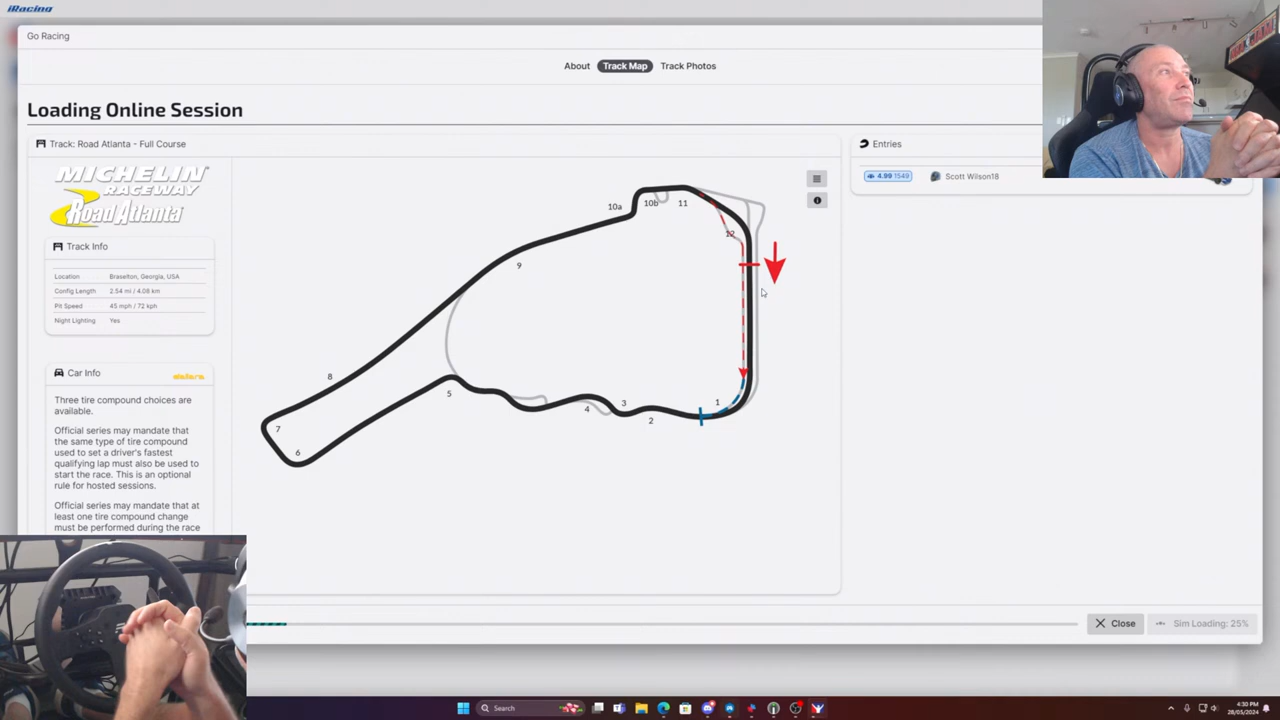 iRacing
Go Racing
About
Track Map
Track Photos
Loading Online Session
Track: Road Atlanta - Full Course
Entries
4.99 1549
Scott Wilson18
MICHELIN
RACEWAY
Road Atlanta
Track Info
Location Braselton, Georgia, USA
Config Length 2.54 mi / 4.08 km
Pit Speed 45 mph / 72 kph
Night Lighting Yes
Car Info
Three tire compound choices are
available.
Official series may mandate that
the same type of tire compound
used to set a driver's fastest
qualifying lap must also be used to
start the race. This is an optional
rule for hosted sessions.
Official series may mandate that at
least one tire compound change
must be performed during the race
10a
10b
11
12
9
8
7
6
5
4
3
2
1
Close
Sim Loading: 25%
Search
4:30 PM
28/05/2024